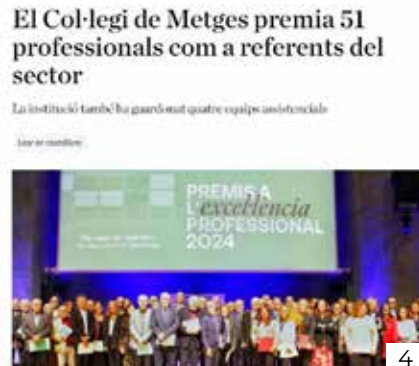 El Col·legi de Metges premia 51
professionals com a referents del
sector
La institució també ha guardonat quatre equips assistencials
PREMIS A
L'excel·lència
PROFESSIONAL
2024
4